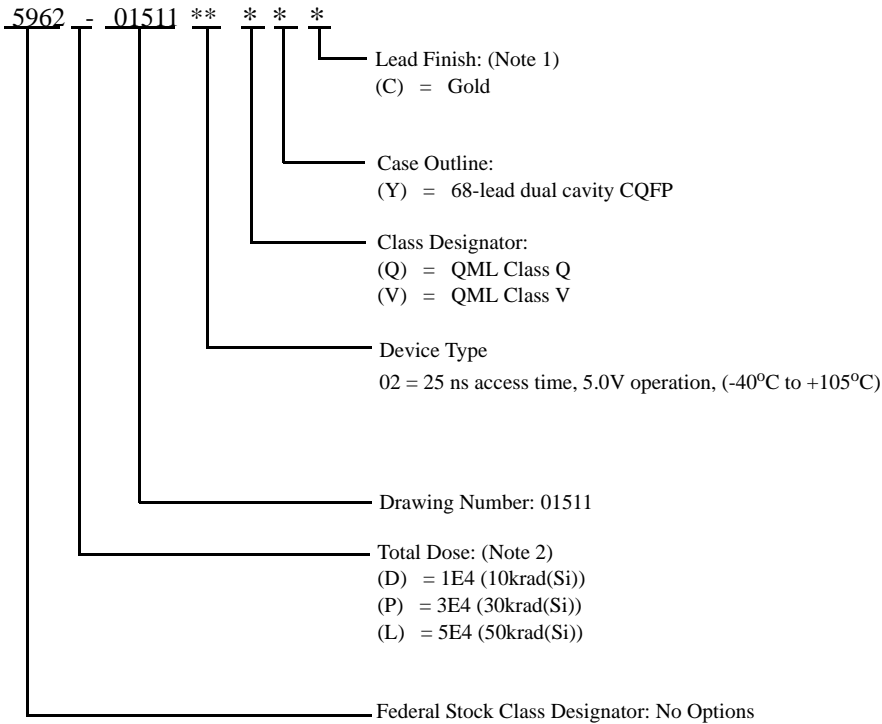 5962 - 01511 ** * * *
Lead Finish: (Note 1)
(C) = Gold
Case Outline:
(Y) = 68-lead dual cavity CQFP
Class Designator:
(Q) = QML Class Q
(V) = QML Class V
Device Type
02 = 25 ns access time, 5.0V operation, (-40°C to +105°C)
Drawing Number: 01511
Total Dose: (Note 2)
(D) = 1E4 (10krad(Si))
(P) = 3E4 (30krad(Si))
(L) = 5E4 (50krad(Si))
Federal Stock Class Designator: No Options